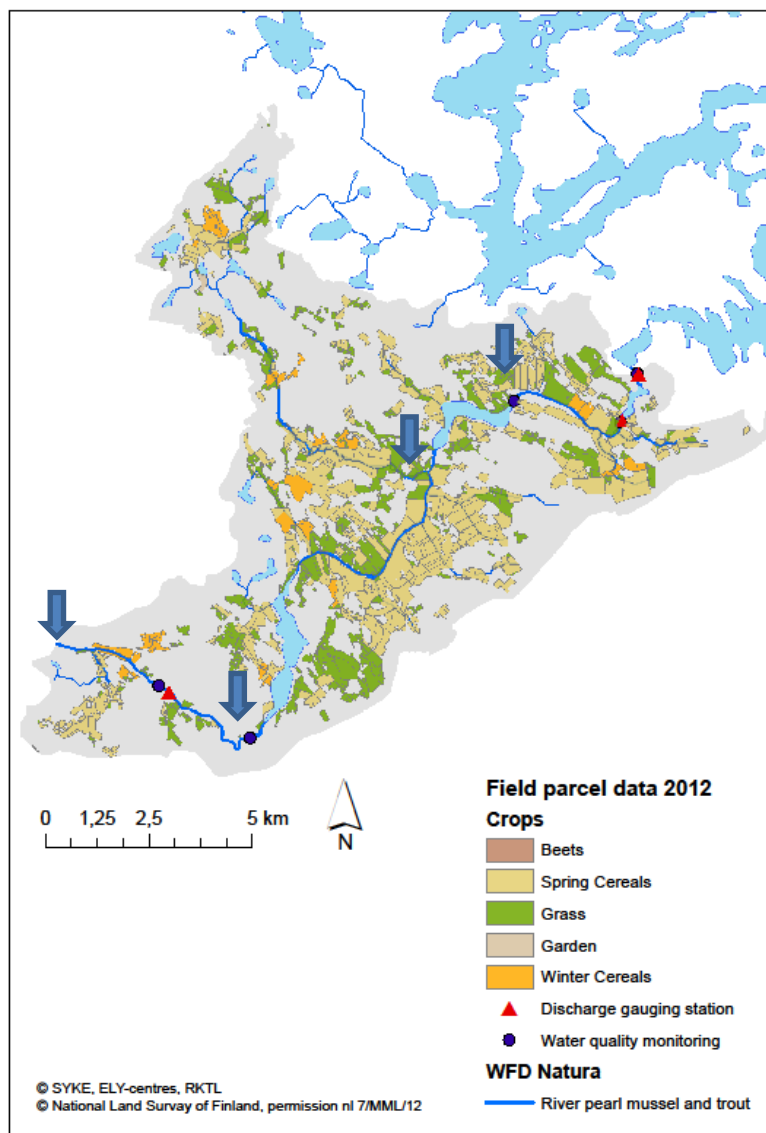 0 1,25 2,5 5 km
N
Field parcel data 2012
Crops
Beets
Spring Cereals
Grass
Garden
Winter Cereals
Discharge gauging station
Water quality monitoring
WFD Natura
River pearl mussel and trout
© SYKE, ELY-centres, RKTL
© National Land Survay of Finland, permission nl 7/MML/12